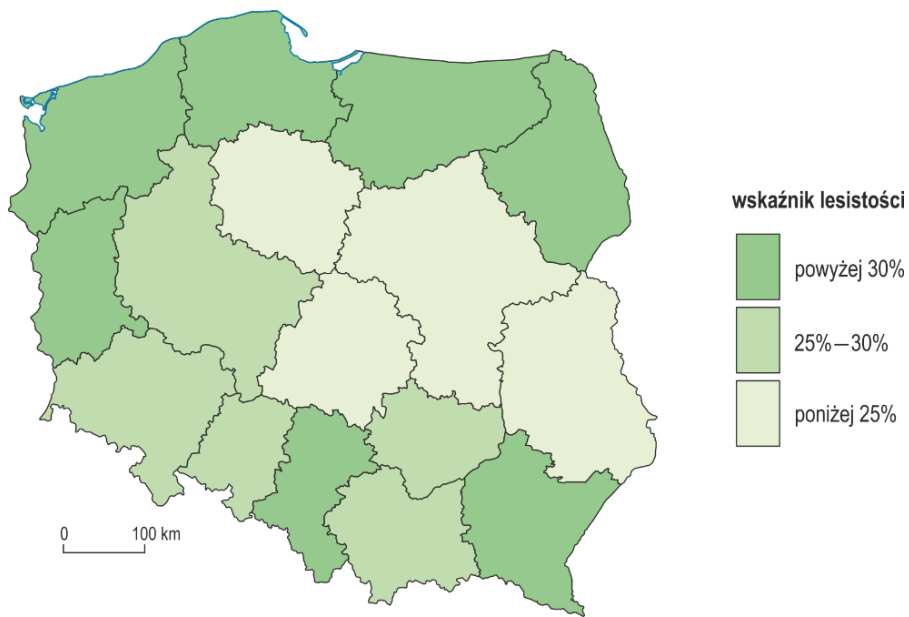 wskaźnik lesistości
powyżej 30%
25%—30%
poniżej 25%
0 100 km